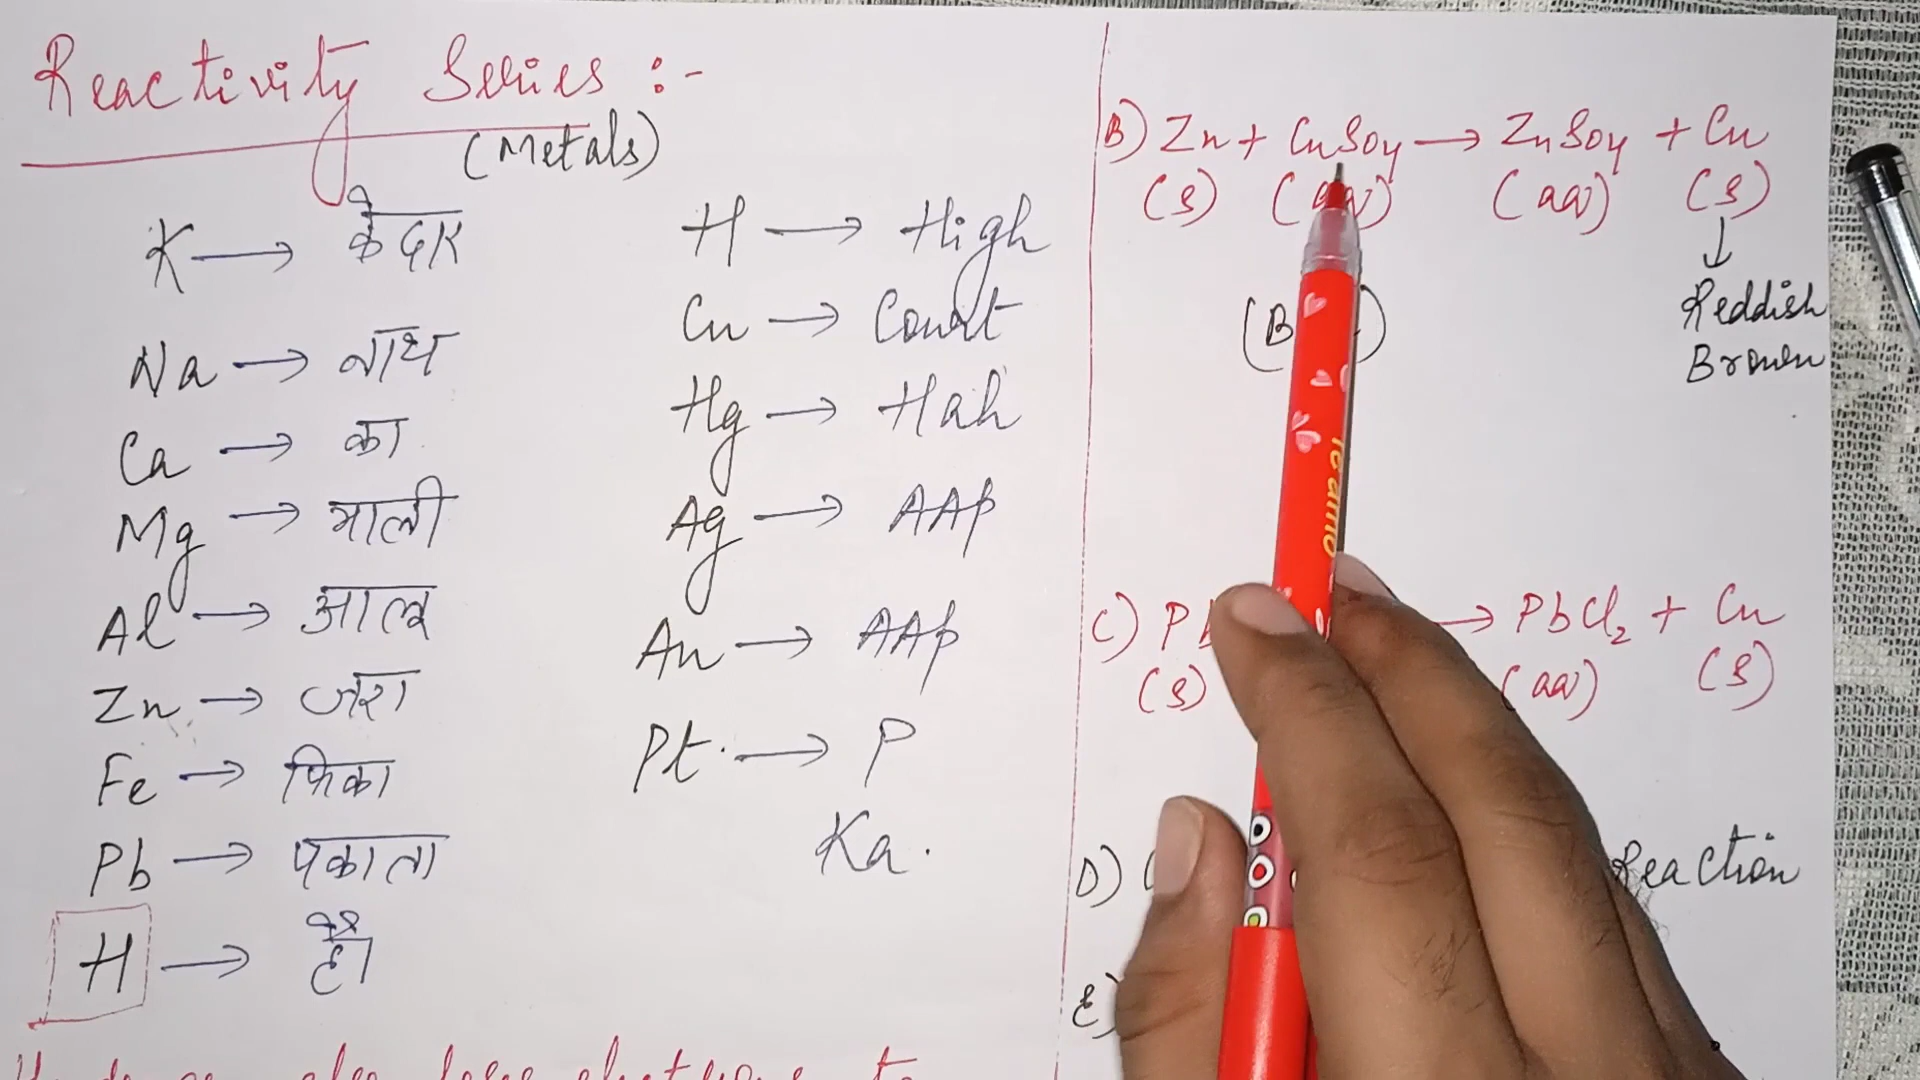 Reactivity Series :-
(Metals)
K → केदार
Na → नाथ
Ca → का
Mg → माली
Al → आलू
Zn → जरा
Fe → फिका
Pb → पकाता
H → है।
H → High
Cu → Court
Hg → Hah
Ag → AAp
Au → AAp
Pt. → P
Ka.
B) Zn + CuSO4 → ZnSO4 + Cu
(s) (aq) (aq) (s)
↓
Reddish
Brown
C) → PbCl2 + Cu
(s) (aq) (s)
D) Reaction
E)
also